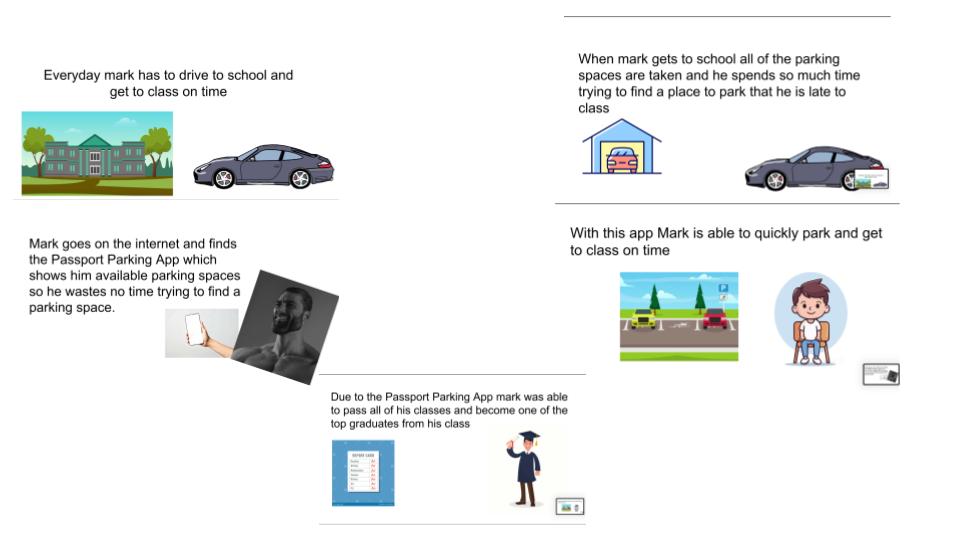 Everyday mark has to drive to school and
get to class on time
When mark gets to school all of the parking
spaces are taken and he spends so much time
trying to find a place to park that he is late to
class
Mark goes on the internet and finds
the Passport Parking App which
shows him available parking spaces
so he wastes no time trying to find a
parking space.
With this app Mark is able to quickly park and get
to class on time
P
Due to the Passport Parking App mark was able
to pass all of his classes and become one of the
top graduates from his class
REPORT CARD